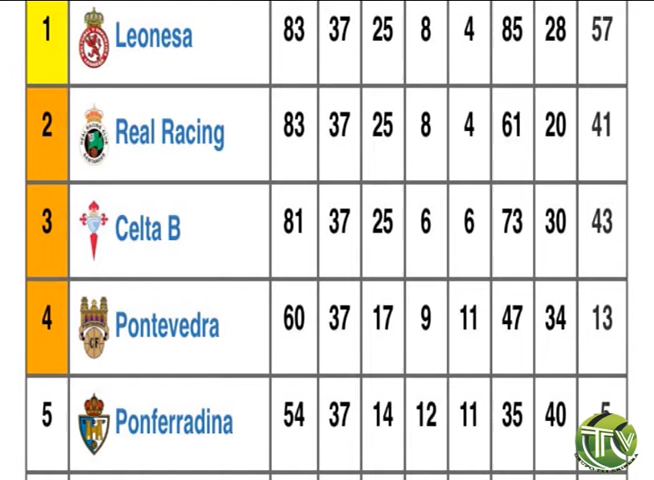 1 Leonesa 83 37 25 8 4 85 28 57
2 Real Racing 83 37 25 8 4 61 20 41
3 Celta B 81 37 25 6 6 73 30 43
4 Pontevedra 60 37 17 9 11 47 34 13
5 Ponferradina 54 37 14 12 11 35 40 5
TV